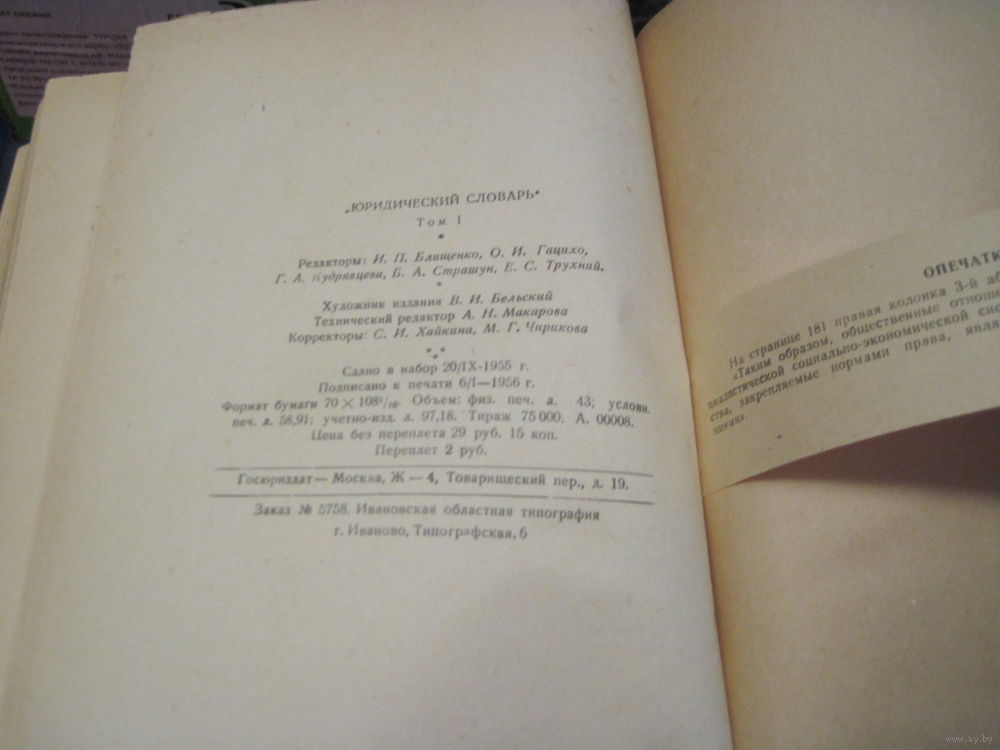 „ЮРИДИЧЕСКИЙ СЛОВАРЬ“
Том 1
Редакторы: И. П. Блищенко, О. И. Гацихо,
Г. А. Кудрявцева, Б. А. Страшун, Е. С. Трухний.
Художник издания В. И. Бельский
Технический редактор А. Н. Макарова
Корректоры: С. И. Хайкина, М. Г. Чирикова
Сдано в набор 20/IX-1955 г.
Подписано к печати 6/I—1956 г.
Формат бумаги 70 × 108¹/₁₆. Объем: физ. печ. л. 43; условн.
печ. л. 58,91; учетно-изд. л. 97,18. Тираж 75 000. А. 00008.
Цена без переплета 29 руб. 15 коп.
Переплет 2 руб.
Госюриздат — Москва, Ж — 4, Товарищеский пер., д. 19.
Заказ № 5758. Ивановская областная типография
г. Иваново, Типографская, 6
ОПЕЧАТК
На странице 181 правая колонка 3-й аб
«Таким образом, общественные отноше
циалистической социально-экономической сис
ства, закрепляемые нормами права, явля
ТУРЦИЯ
www.ay.by